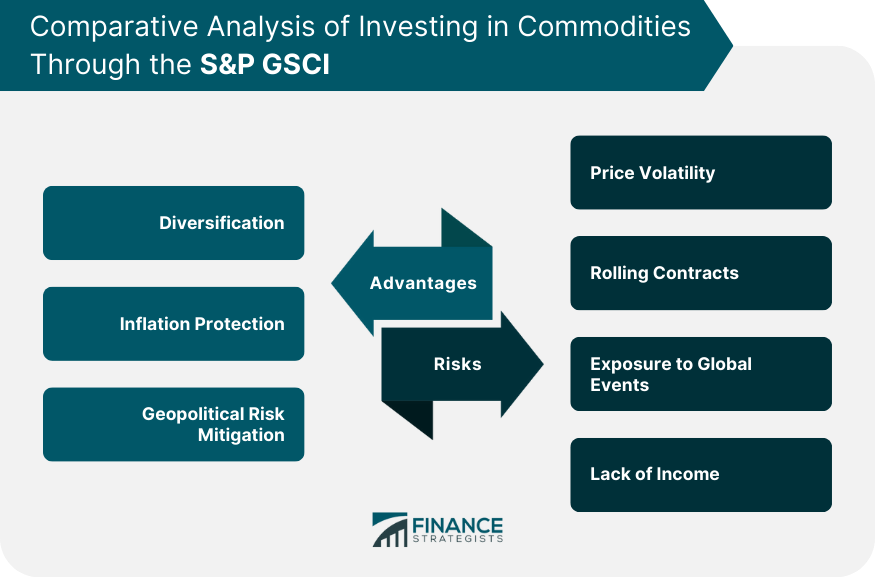 Comparative Analysis of Investing in Commodities
Through the S&P GSCI
Diversification
Inflation Protection
Geopolitical Risk
Mitigation
Advantages
Risks
Price Volatility
Rolling Contracts
Exposure to Global
Events
Lack of Income
FINANCE
STRATEGISTS